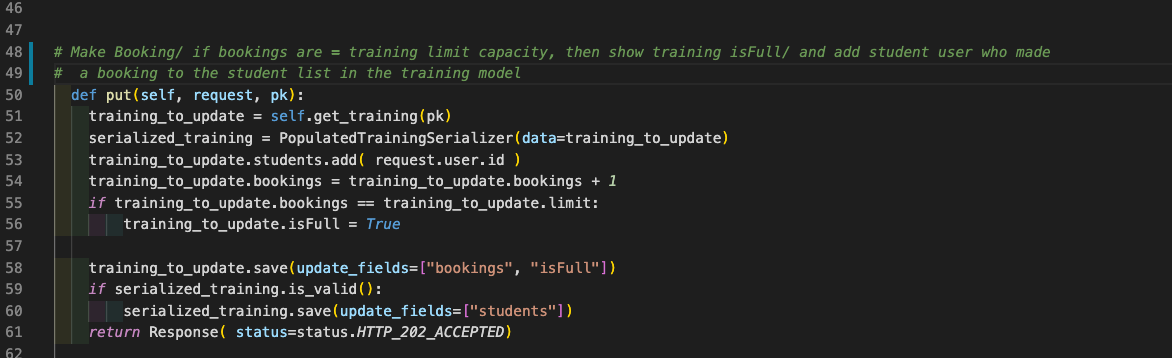 46
47
48 # Make Booking/ if bookings are = training limit capacity, then show training isFull/ and add student user who made
49 #  a booking to the student list in the training model
50 def put(self, request, pk):
51 training_to_update = self.get_training(pk)
52 serialized_training = PopulatedTrainingSerializer(data=training_to_update)
53 training_to_update.students.add( request.user.id )
54 training_to_update.bookings = training_to_update.bookings + 1
55 if training_to_update.bookings == training_to_update.limit:
56 training_to_update.isFull = True
57
58 training_to_update.save(update_fields=["bookings", "isFull"])
59 if serialized_training.is_valid():
60 serialized_training.save(update_fields=["students"])
61 return Response( status=status.HTTP_202_ACCEPTED)
62